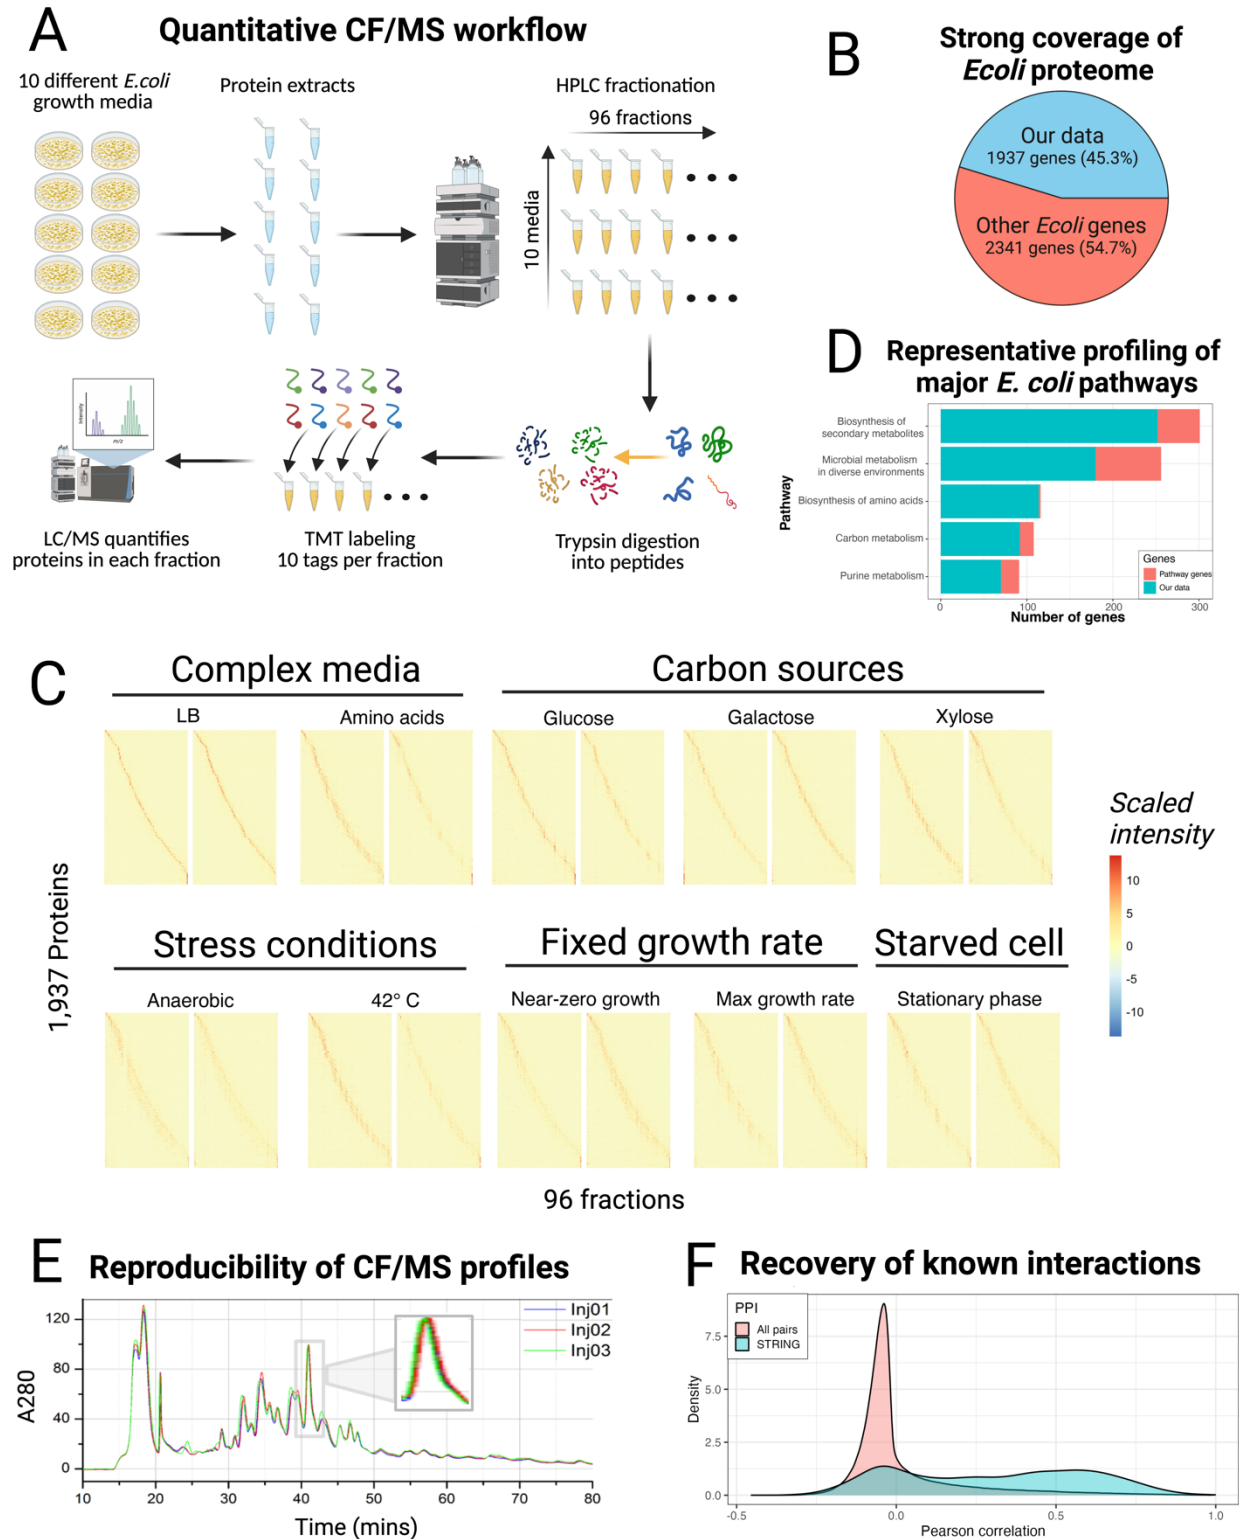 A
Quantitative CF/MS workflow
10 different E.coli
growth media
Protein extracts
HPLC fractionation
96 fractions
10 media
Intensity
m/z
LC/MS quantifies
proteins in each fraction
TMT labeling
10 tags per fraction
Trypsin digestion
into peptides
B
Strong coverage of
Ecoli proteome
Our data
1937 genes (45.3%)
Other Ecoli genes
2341 genes (54.7%)
D
Representative profiling of
major E. coli pathways
Pathway
Biosynthesis of
secondary metabolites
Microbial metabolism
in diverse environments
Biosynthesis of amino acids
Carbon metabolism
Purine metabolism
Genes
Pathway genes
Our data
0 100 200 300
Number of genes
C
Complex media
Carbon sources
LB
Amino acids
Glucose
Galactose
Xylose
1,937 Proteins
Scaled
intensity
10
5
0
-5
-10
Stress conditions
Fixed growth rate
Starved cell
Anaerobic
42° C
Near-zero growth
Max growth rate
Stationary phase
96 fractions
E
Reproducibility of CF/MS profiles
A280
120
80
40
0
Inj01
Inj02
Inj03
10 20 30 40 50 60 70 80
Time (mins)
F
Recovery of known interactions
PPI
All pairs
STRING
Density
7.5
5.0
2.5
0.0
-0.5 0.0 0.5 1.0
Pearson correlation